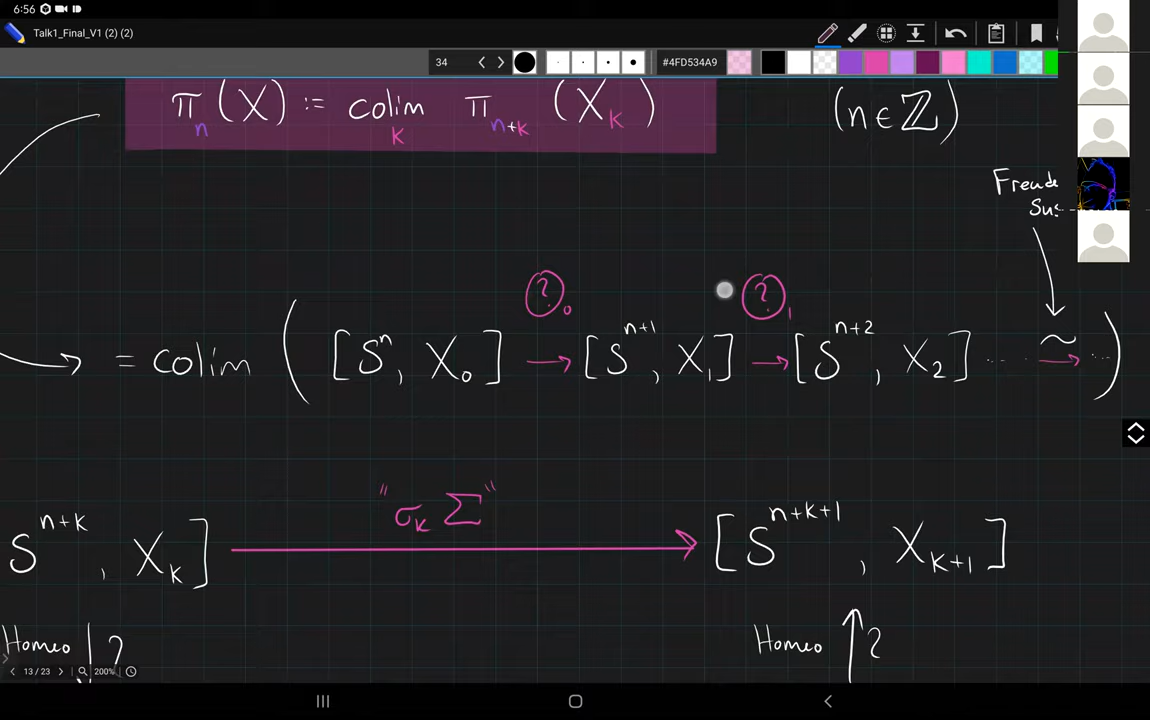 6:56
Talk1_Final_V1 (2) (2)
34
#4FD534A9
π_n (X) := colim_k π_{n+k} (X_k)
(n ∈ ℤ)
Freude
Sus
= colim ( [S^n, X_0] →^{?_0} [S^{n+1}, X_1] →^{?_1} [S^{n+2}, X_2] ... →^~ ... )
S^{n+k}, X_k] →^{"σ_k Σ"} [S^{n+k+1}, X_{k+1}]
Homeo ?
Homeo ?
13 / 23
200%